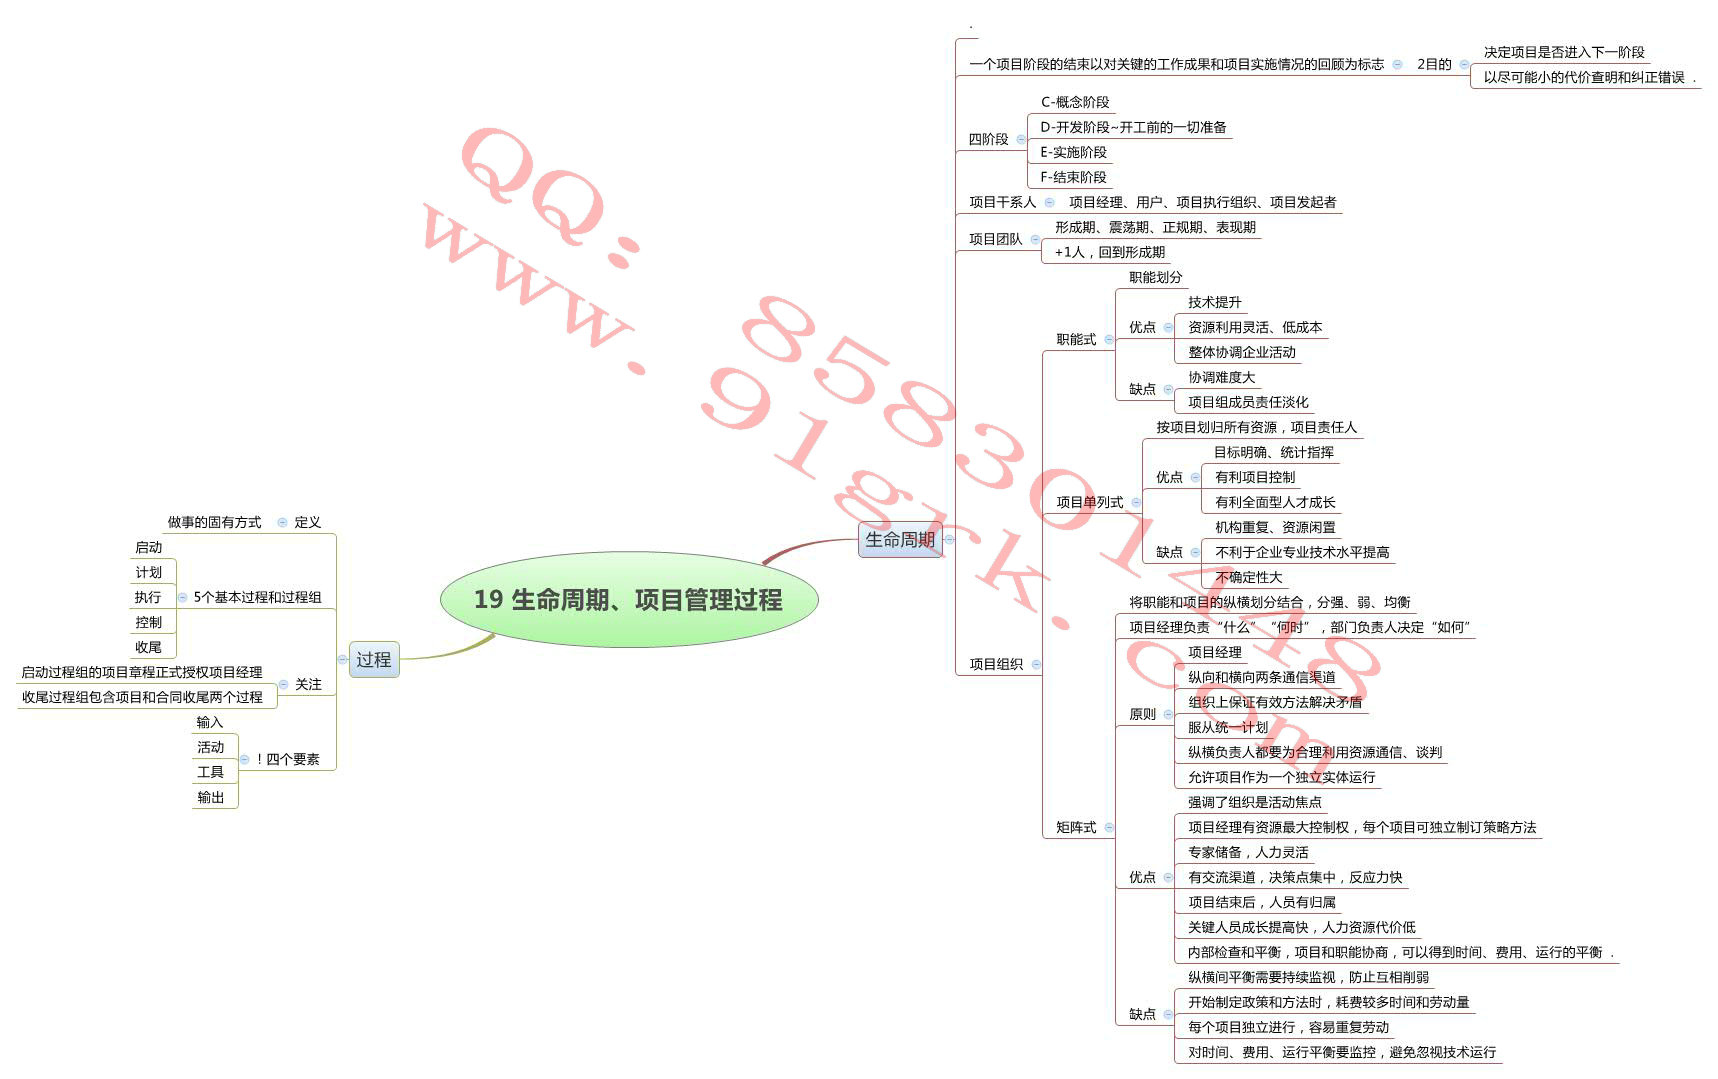 19 生命周期、项目管理过程
生命周期
.
一个项目阶段的结束以对关键的工作成果和项目实施情况的回顾为标志
2目的
决定项目是否进入下一阶段
以尽可能小的代价查明和纠正错误 .
四阶段
C-概念阶段
D-开发阶段~开工前的一切准备
E-实施阶段
F-结束阶段
项目干系人
项目经理、用户、项目执行组织、项目发起者
项目团队
形成期、震荡期、正规期、表现期
+1人，回到形成期
项目组织
职能式
职能划分
优点
技术提升
资源利用灵活、低成本
整体协调企业活动
缺点
协调难度大
项目组成员责任淡化
项目单列式
按项目划归所有资源，项目责任人
优点
目标明确、统计指挥
有利项目控制
有利全面型人才成长
缺点
机构重复、资源闲置
不利于企业专业技术水平提高
不确定性大
矩阵式
将职能和项目的纵横划分结合，分强、弱、均衡
项目经理负责“什么”“何时”，部门负责人决定“如何”
原则
项目经理
纵向和横向两条通信渠道
组织上保证有效方法解决矛盾
服从统一计划
纵横负责人都要为合理利用资源通信、谈判
允许项目作为一个独立实体运行
优点
强调了组织是活动焦点
项目经理有资源最大控制权，每个项目可独立制订策略方法
专家储备，人力灵活
有交流渠道，决策点集中，反应力快
项目结束后，人员有归属
关键人员成长提高快，人力资源代价低
内部检查和平衡，项目和职能协商，可以得到时间、费用、运行的平衡 .
缺点
纵横间平衡需要持续监视，防止互相削弱
开始制定政策和方法时，耗费较多时间和劳动量
每个项目独立进行，容易重复劳动
对时间、费用、运行平衡要监控，避免忽视技术运行
过程
定义
做事的固有方式
5个基本过程和过程组
启动
计划
执行
控制
收尾
关注
启动过程组的项目章程正式授权项目经理
收尾过程组包含项目和合同收尾两个过程
！四个要素
输入
活动
工具
输出
QQ: 858301448
www.91grk.com